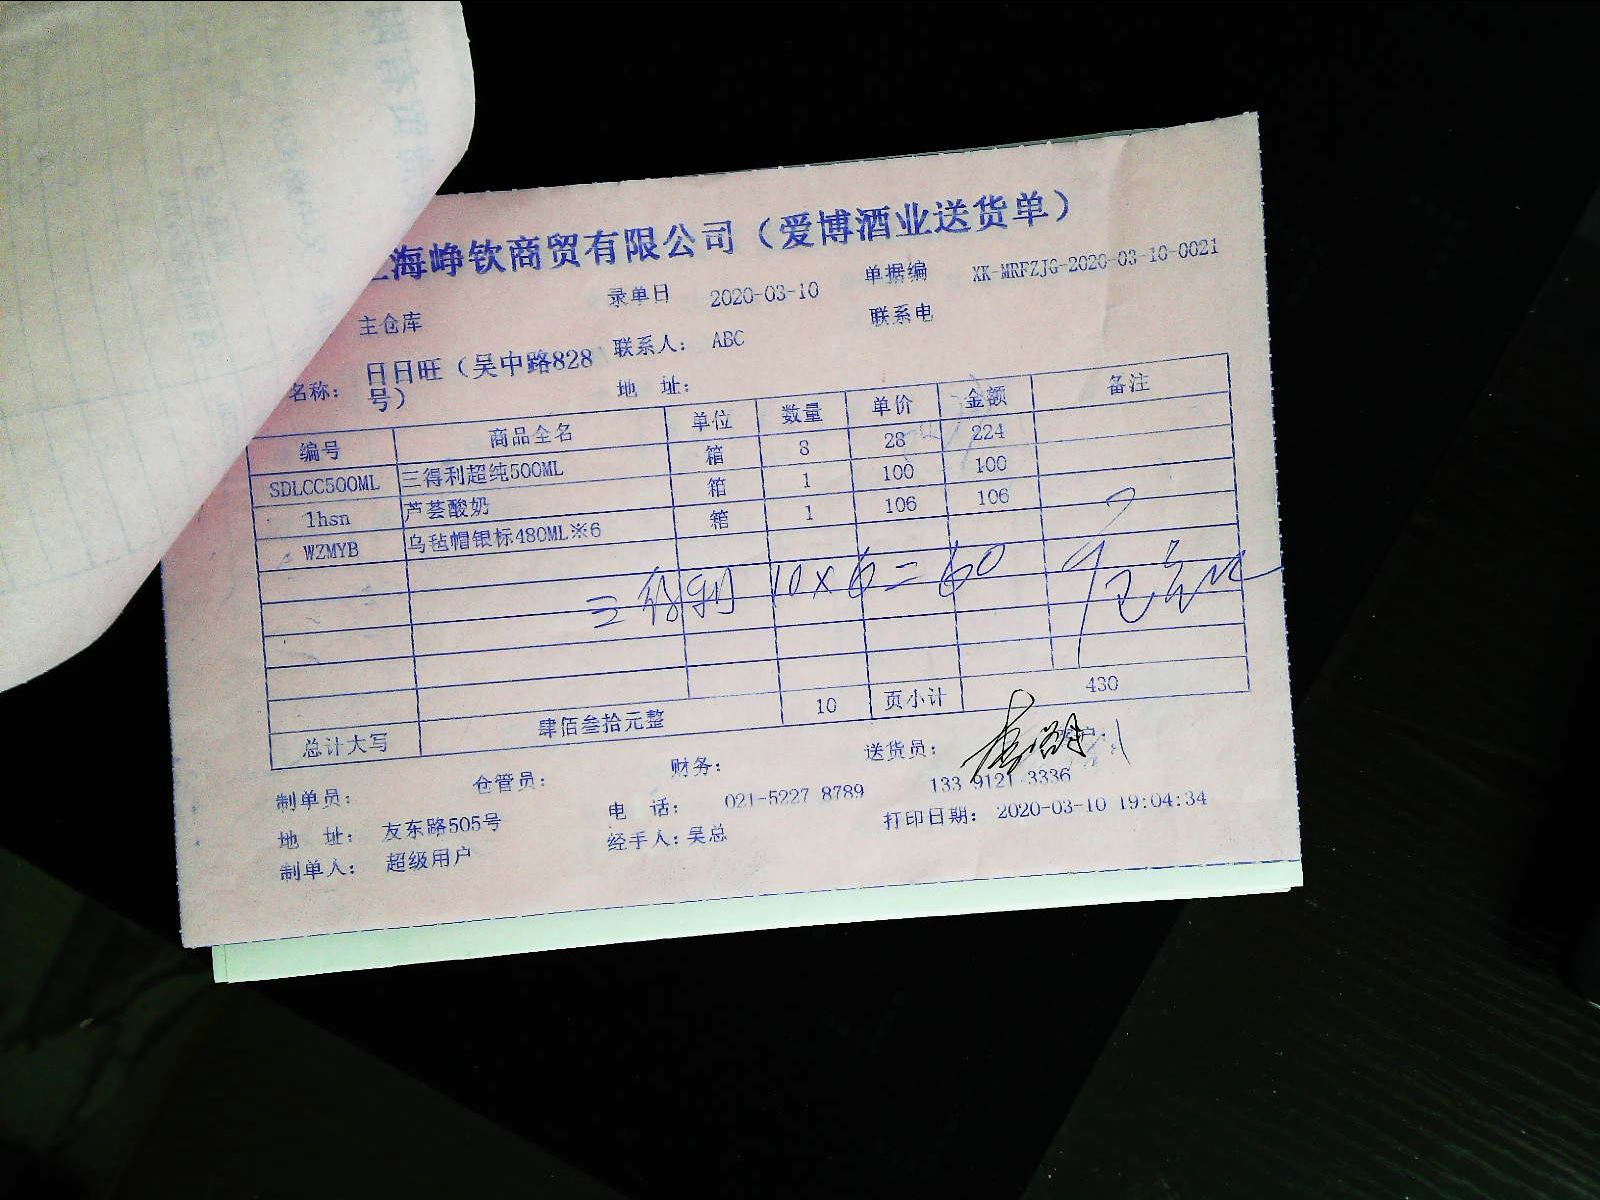 海峥钦商贸有限公司（爱博酒业送货单）
主仓库 录单日 2020-03-10 单据编 XK-MRFZJG-2020-03-10-0021
名称： 日日旺（吴中路828号） 联系人： ABC 联系电
地 址：
编号 商品全名 单位 数量 单价 金额 备注
SDLCC500ML 三得利超纯500ML 箱 8 28 224
lhsn 芦荟酸奶 箱 1 100 100
WZMYB 乌毡帽银标480ML※6 箱 1 106 106
10×6=60
总计大写 肆佰叁拾元整 10 页小计 430
制单员： 仓管员： 财务： 送货员：
地 址： 友东路505号 电 话： 021-5227 8789 133 9121 3336
制单人： 超级用户 经手人：吴总 打印日期： 2020-03-10 19:04:34